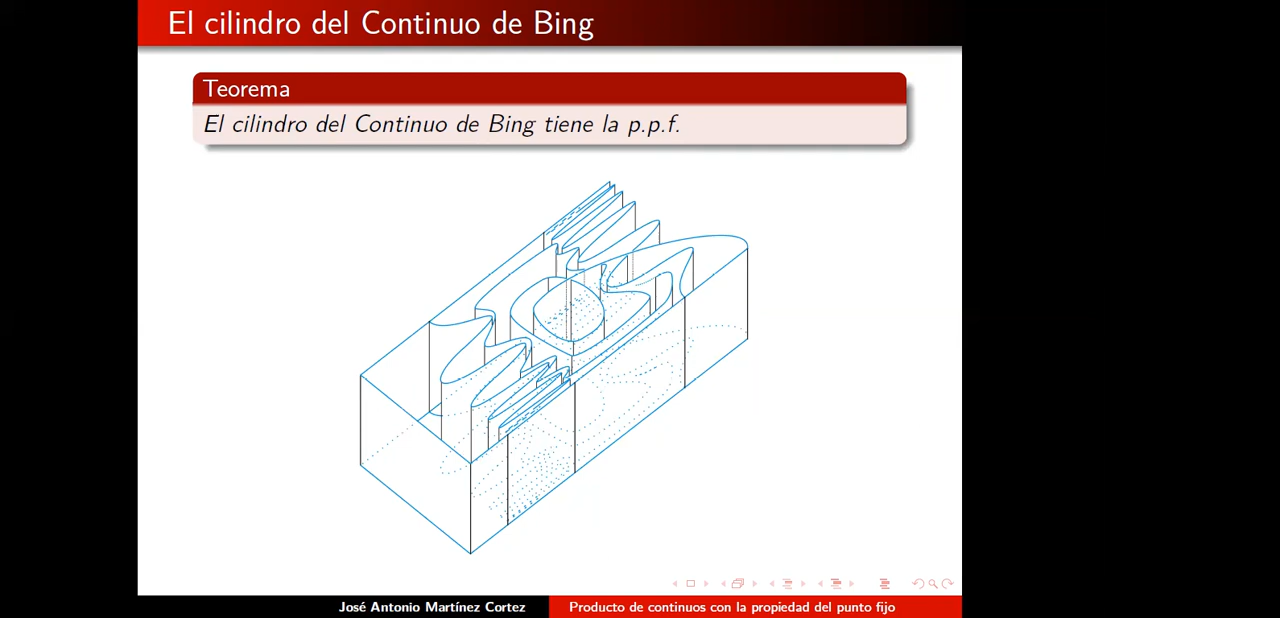 El cilindro del Continuo de Bing
Teorema
El cilindro del Continuo de Bing tiene la p.p.f.
José Antonio Martínez Cortez
Producto de continuos con la propiedad del punto fijo